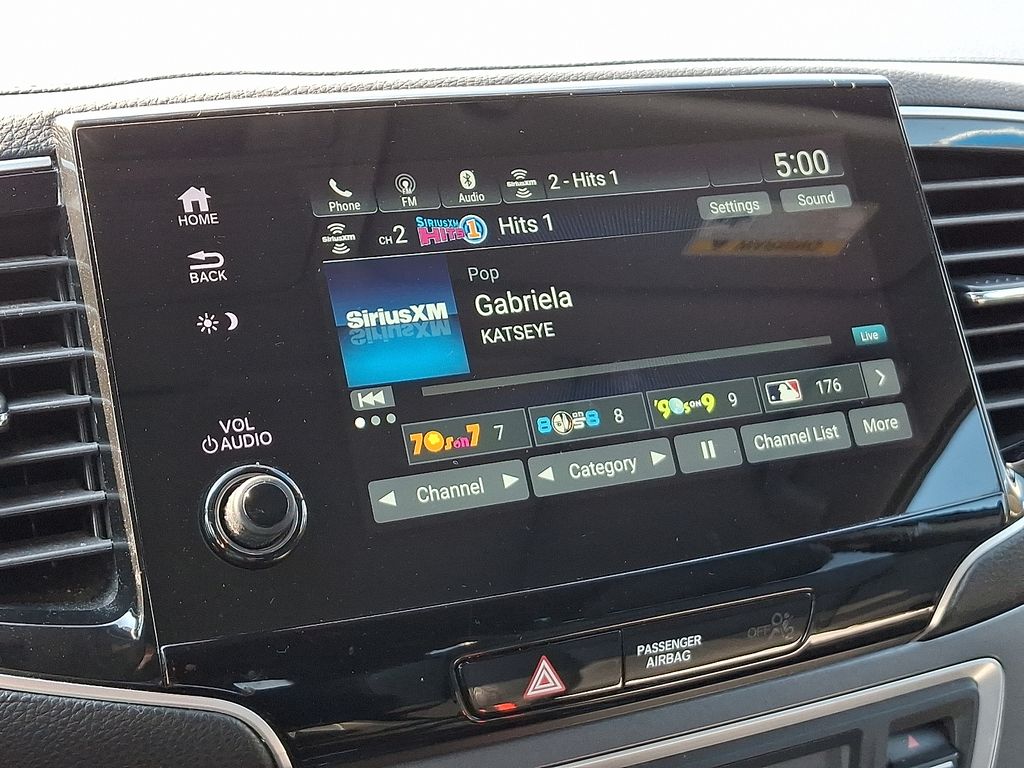 HOME
BACK
VOL
AUDIO
Phone
FM
Audio
SiriusXM
2 - Hits 1
5:00
SiriusXM
CH 2
SIRIUSXM
HITS 1
Hits 1
Settings
Sound
SiriusXM
Pop
Gabriela
KATSEYE
Live
70s on 7
7
80s on 8
8
'90s on 9
9
176
Channel
Category
Channel List
More
PASSENGER
AIRBAG
OFF